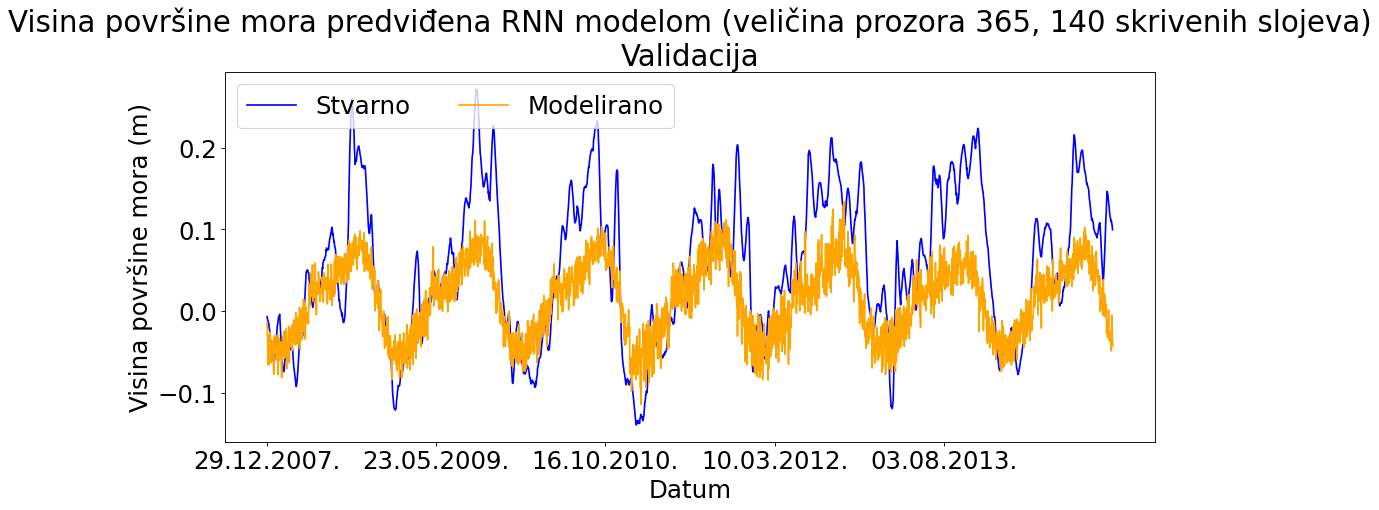 Visina površine mora predviđena RNN modelom (veličina prozora 365, 140 skrivenih slojeva)
Validacija
Stvarno Modelirano
Visina površine mora (m)
0.2
0.1
0.0
−0.1
29.12.2007. 23.05.2009. 16.10.2010. 10.03.2012. 03.08.2013.
Datum